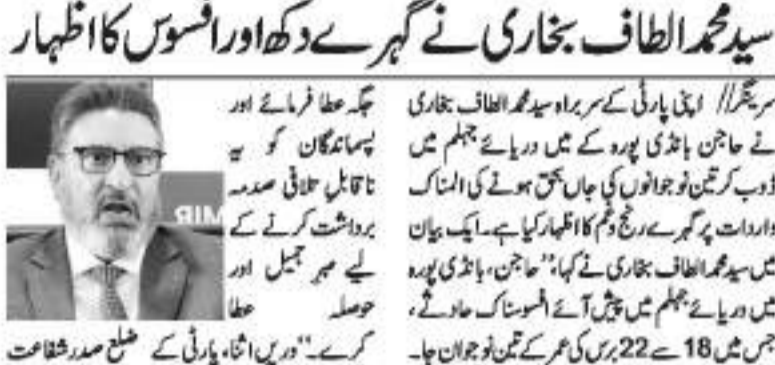 سید محمد الطاف بخاری نے گہرے دکھ اور افسوس کا اظہار
سرینگر// اپنی پارٹی کے سربراہ سید محمد الطاف بخاری
نے حاجن بانڈی پورہ کے میں دریائے جہلم میں
ڈوب کر تین نوجوانوں کی جاں بحق ہونے کی المناک
واردات پر گہرے رنج و غم کا اظہار کیا ہے۔ ایک بیان
میں سید محمد الطاف بخاری نے کہا، ’’حاجن، بانڈی پورہ
میں دریائے جہلم میں پیش آئے افسوسناک حادثے،
جس میں 18 سے 22 برس کی عمر کے تین نوجوان جا۔
جگہ عطا فرمائے اور
پسماندگان کو یہ
ناقابل تلافی صدمہ
برداشت کرنے کے
لیے صبر جمیل اور
حوصلہ عطا
کرے۔‘‘ دریں اثنا، پارٹی کے ضلع صدر شفاعت